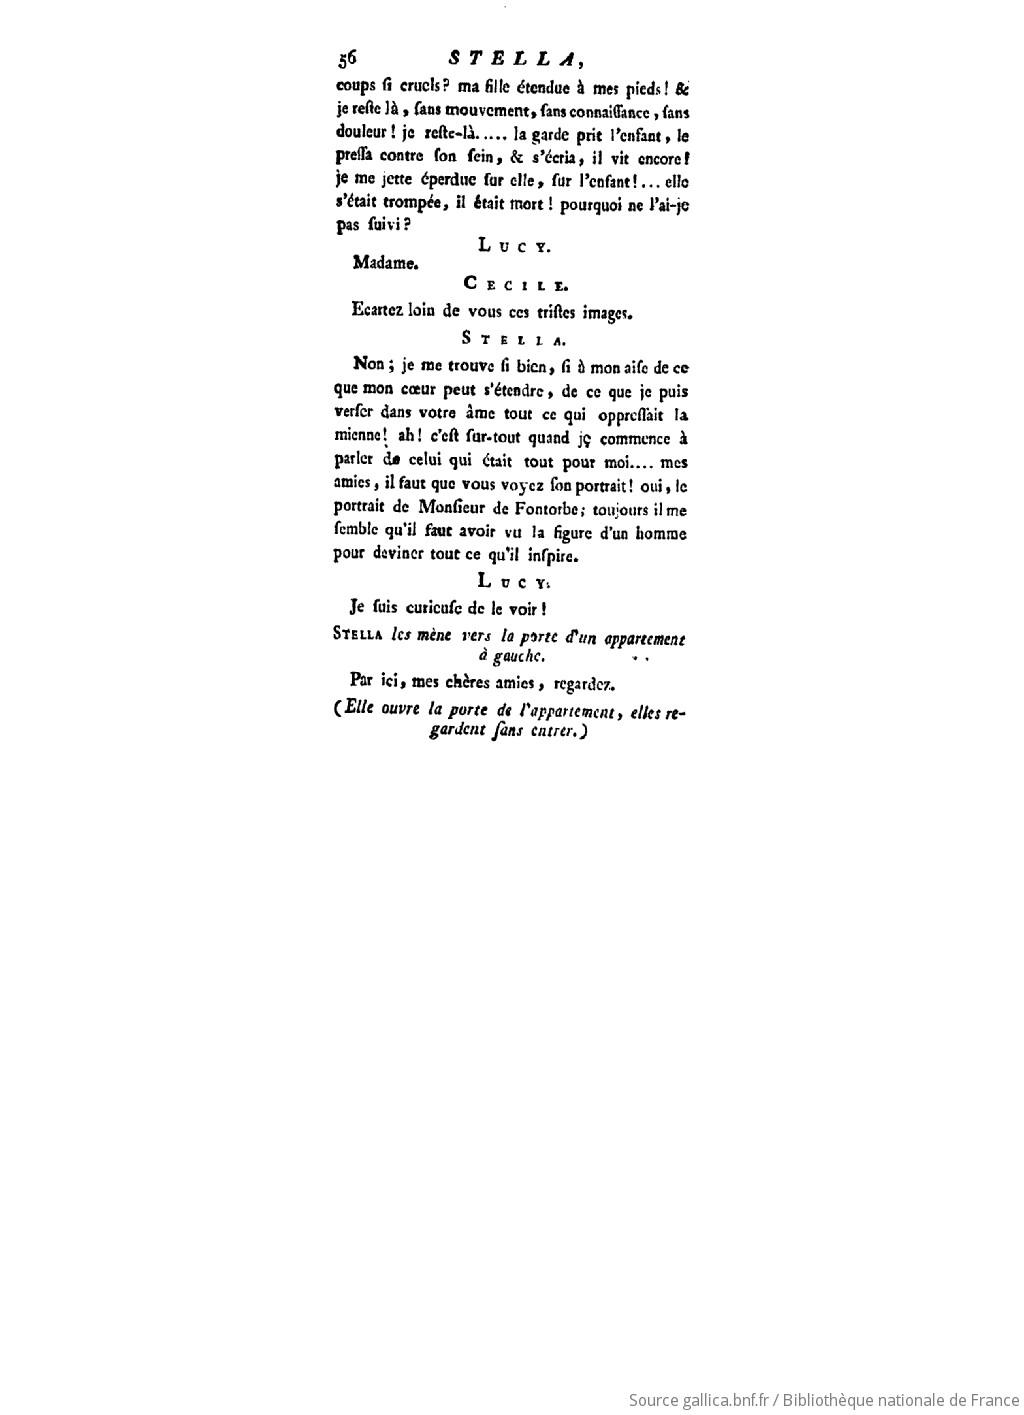 56 STELLA,
coups ſi cruels? ma fille étendue à mes pieds! &
je reſte là, ſans mouvement, ſans connaiſſance, ſans
douleur! je reſte-là..... la garde prit l'enfant, le
preſſa contre ſon ſein, & s'écria, il vit encore!
je me jette éperdue ſur elle, ſur l'enfant!... elle
s'était trompée, il était mort! pourquoi ne l'ai-je
pas ſuivi?
LUCY.
Madame.
CECILE.
Ecartez loin de vous ces triſtes images.
STELLA.
Non; je me trouve ſi bien, ſi à mon aiſe de ce
que mon cœur peut s'étendre, de ce que je puis
verſer dans votre âme tout ce qui oppreſſait la
mienne! ah! c'eſt ſur-tout quand je commence à
parler de celui qui était tout pour moi.... mes
amies, il faut que vous voyez ſon portrait! oui, le
portrait de Monſieur de Fontorbe; toujours il me
ſemble qu'il faut avoir vu la figure d'un homme
pour deviner tout ce qu'il inſpire.
LUCY.
Je ſuis curieuſe de le voir!
STELLA les mène vers la porte d'un appartement
à gauche.
Par ici, mes chères amies, regardez.
(Elle ouvre la porte de l'appartement, elles re-
gardent ſans entrer.)
Source gallica.bnf.fr / Bibliothèque nationale de France